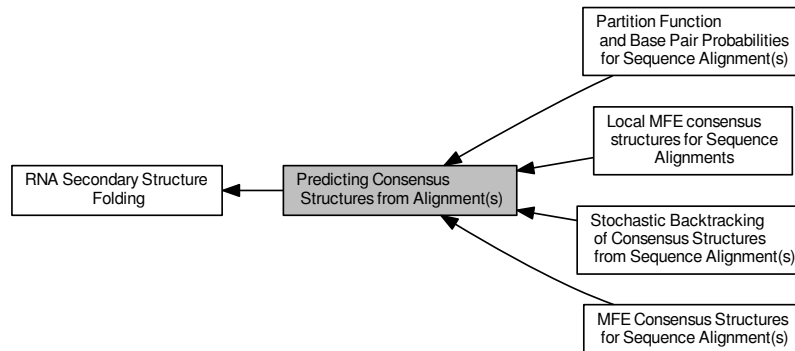 Partition Function
and Base Pair Probabilities
for Sequence Alignment(s)
Local MFE consensus
structures for Sequence
Alignments
RNA Secondary Structure
Folding
Predicting Consensus
Structures from Alignment(s)
Stochastic Backtracking
of Consensus Structures
from Sequence Alignment(s)
MFE Consensus Structures
for Sequence Alignment(s)